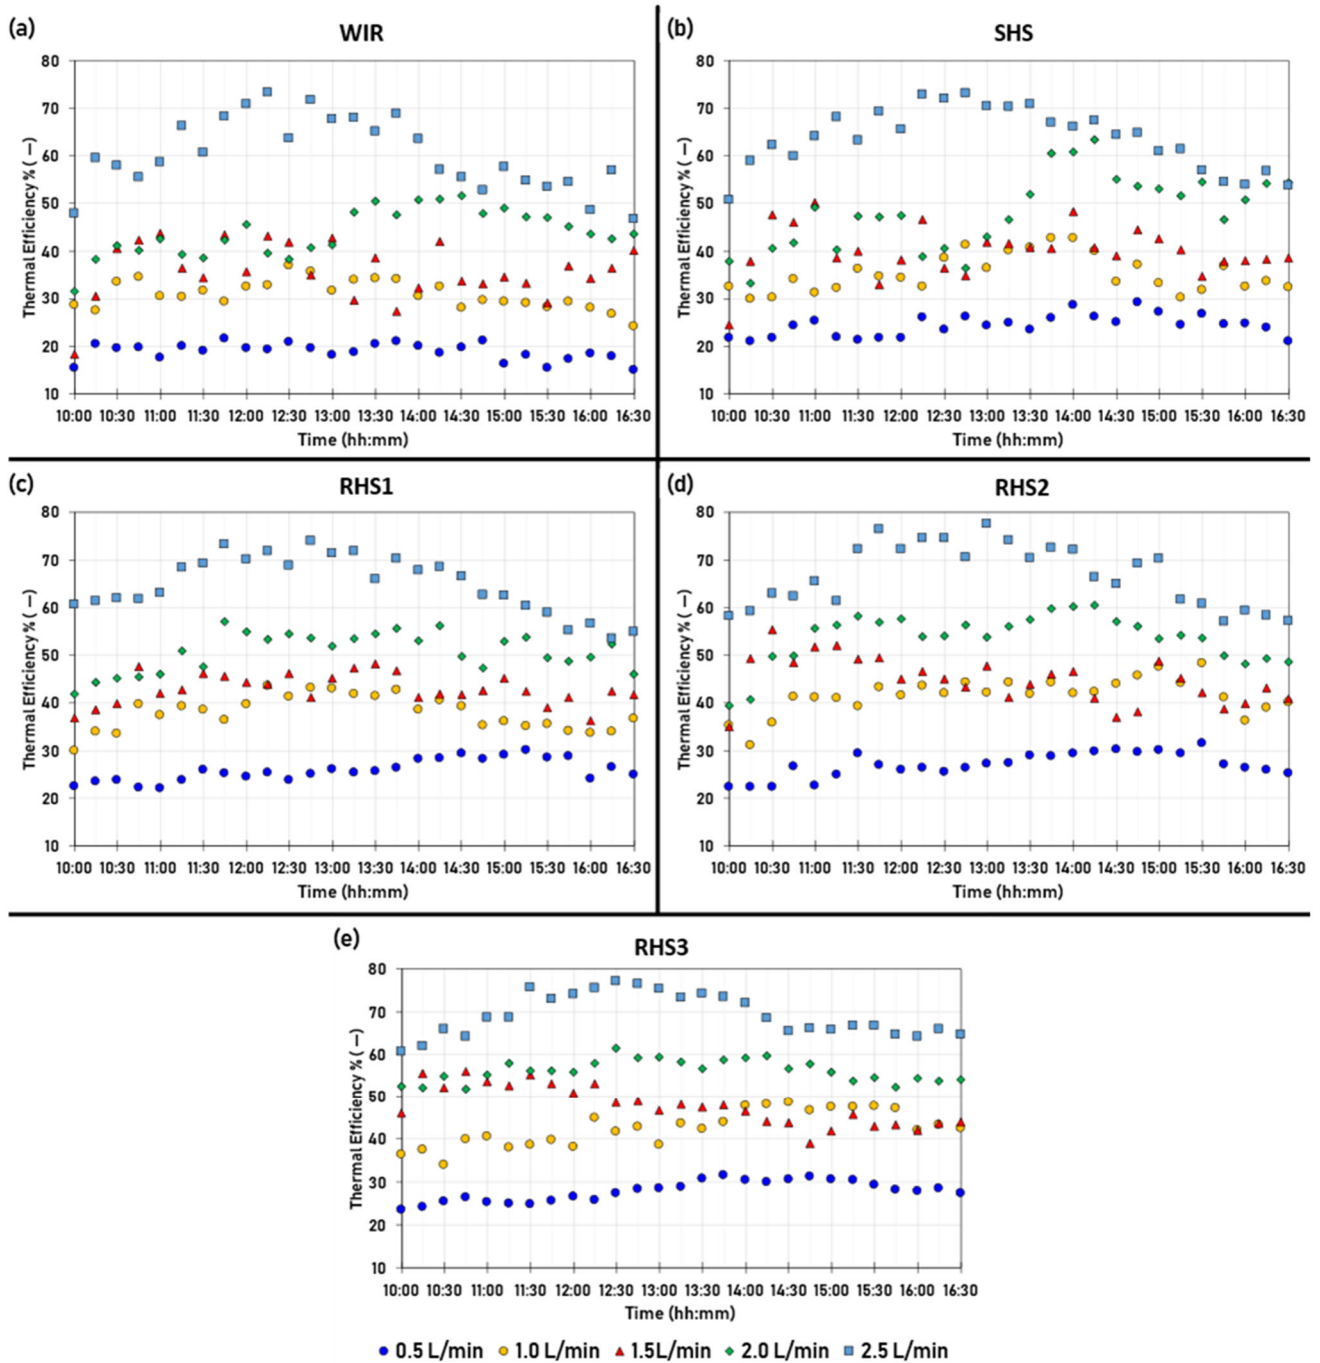 (a)
WIR
Thermal Efficiency % ( — )
80
70
60
50
40
30
20
10
10:00 10:30 11:00 11:30 12:00 12:30 13:00 13:30 14:00 14:30 15:00 15:30 16:00 16:30
Time (hh:mm)
(b)
SHS
Thermal Efficiency % ( — )
80
70
60
50
40
30
20
10
10:00 10:30 11:00 11:30 12:00 12:30 13:00 13:30 14:00 14:30 15:00 15:30 16:00 16:30
Time (hh:mm)
(c)
RHS1
Thermal Efficiency % ( — )
80
70
60
50
40
30
20
10
10:00 10:30 11:00 11:30 12:00 12:30 13:00 13:30 14:00 14:30 15:00 15:30 16:00 16:30
Time (hh:mm)
(d)
RHS2
Thermal Efficiency % ( — )
80
70
60
50
40
30
20
10
10:00 10:30 11:00 11:30 12:00 12:30 13:00 13:30 14:00 14:30 15:00 15:30 16:00 16:30
Time (hh:mm)
(e)
RHS3
Thermal Efficiency % ( — )
80
70
60
50
40
30
20
10
10:00 10:30 11:00 11:30 12:00 12:30 13:00 13:30 14:00 14:30 15:00 15:30 16:00 16:30
Time (hh:mm)
0.5 L/min 1.0 L/min 1.5L/min 2.0 L/min 2.5 L/min